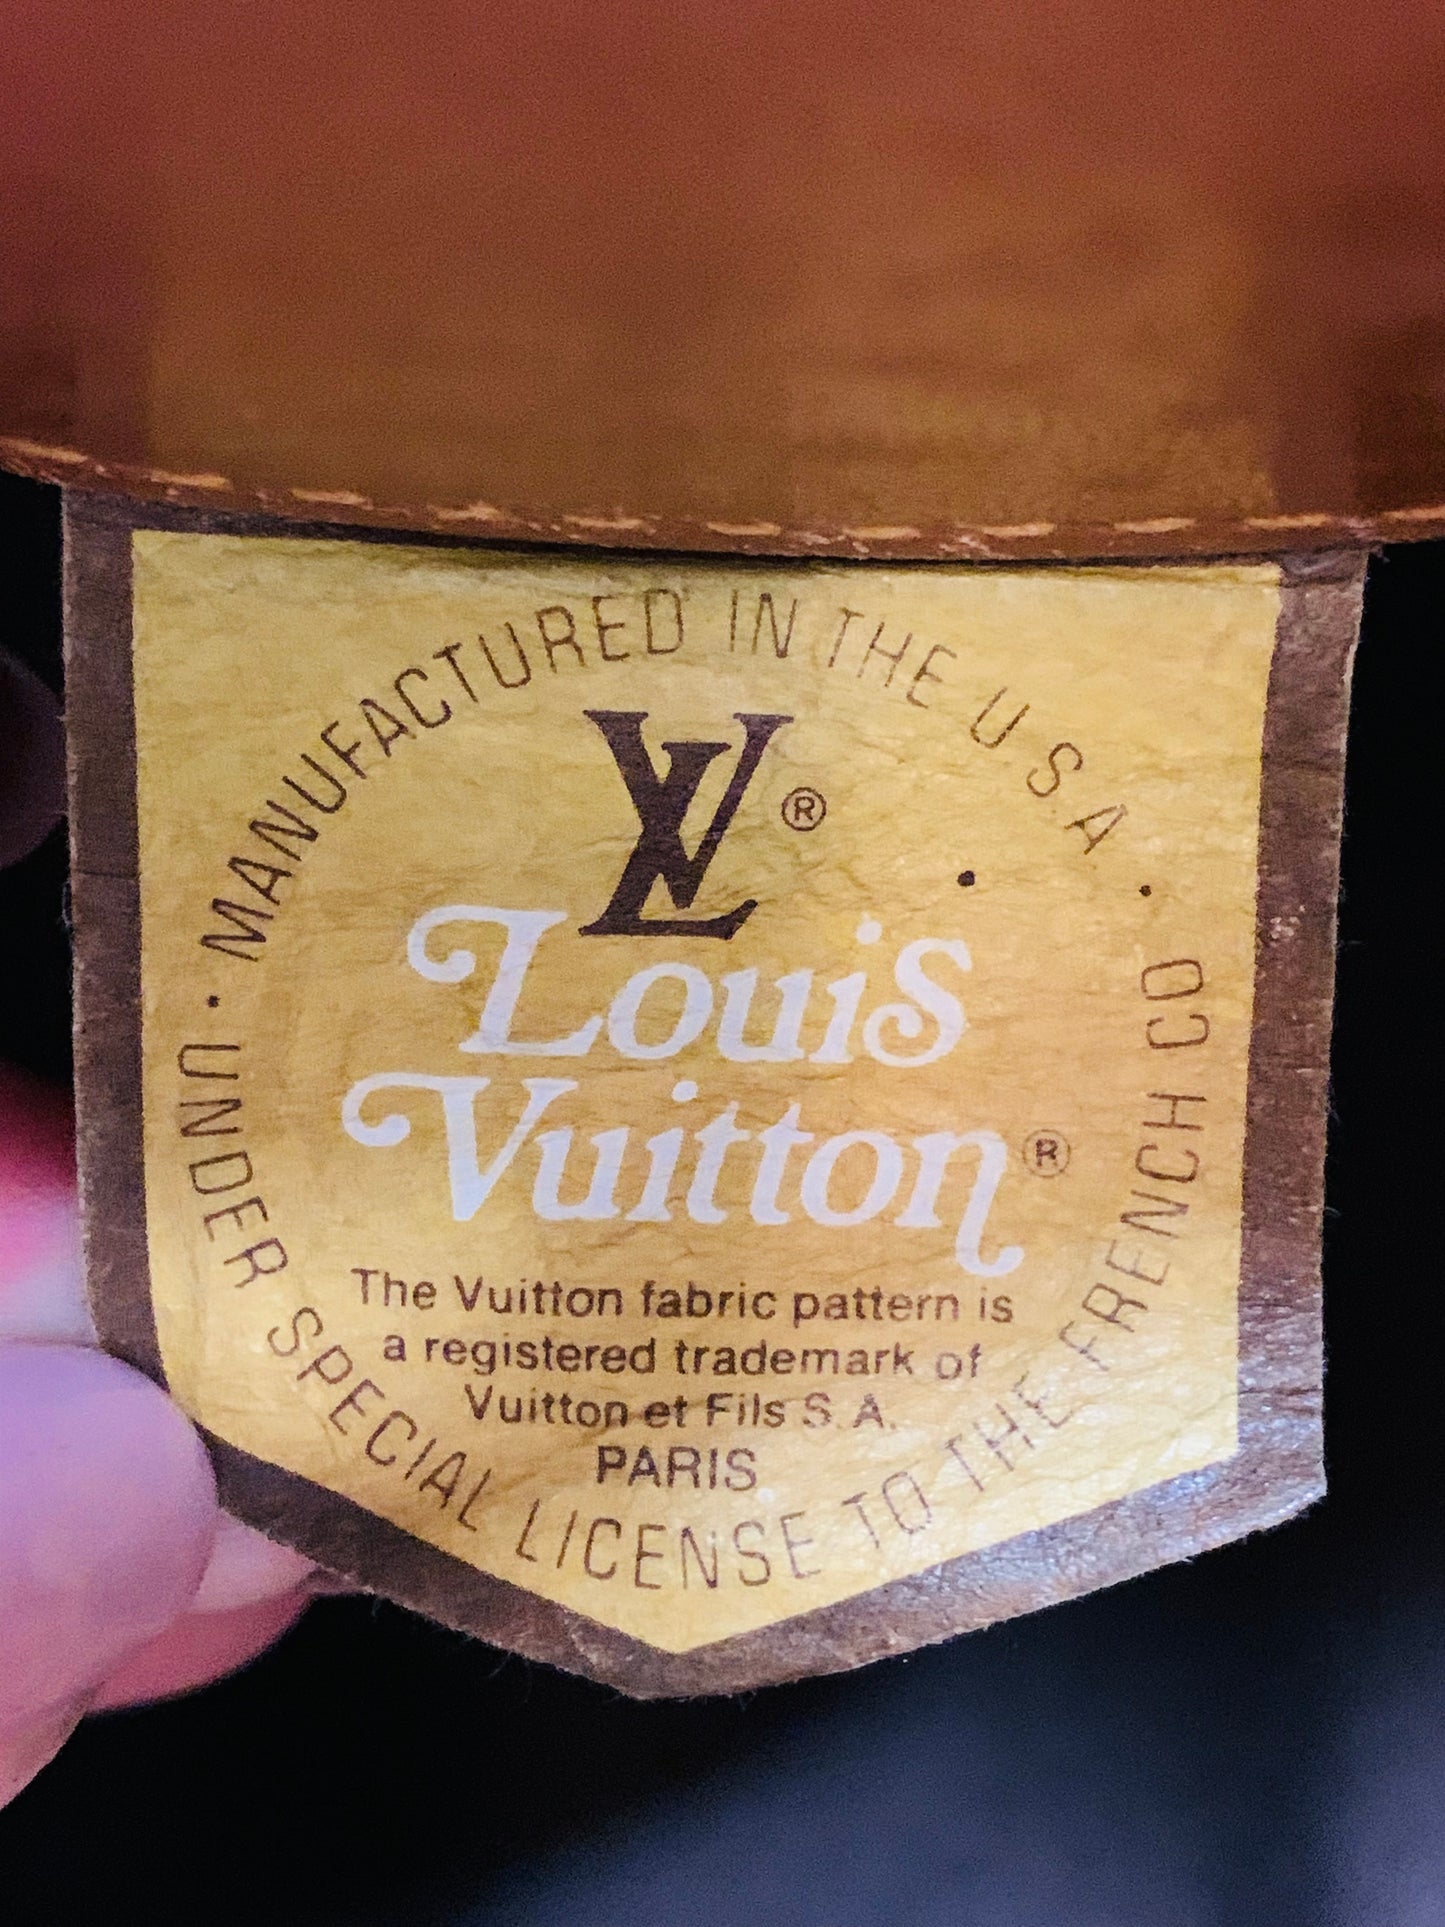 · MANUFACTURED IN THE U.S.A. ·
LV®
Louis
Vuitton®
The Vuitton fabric pattern is
a registered trademark of
Vuitton et Fils S.A.
PARIS
UNDER SPECIAL LICENSE TO THE FRENCH CO